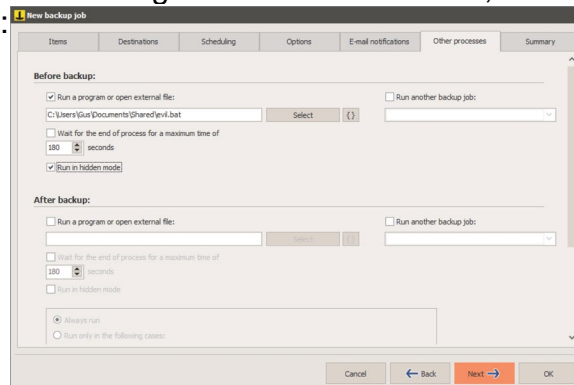 New backup job
Items Destinations Scheduling Options E-mail notifications Other processes Summary
Before backup:
Run a program or open external file: Run another backup job:
C:\Users\Gus\Documents\Shared\evil.bat Select { }
Wait for the end of process for a maximum time of
180 seconds
Run in hidden mode
After backup:
Run a program or open external file: Run another backup job:
Select { }
Wait for the end of process for a maximum time of
180 seconds
Run in hidden mode
Always run
Run only in the following cases:
Cancel Back Next OK